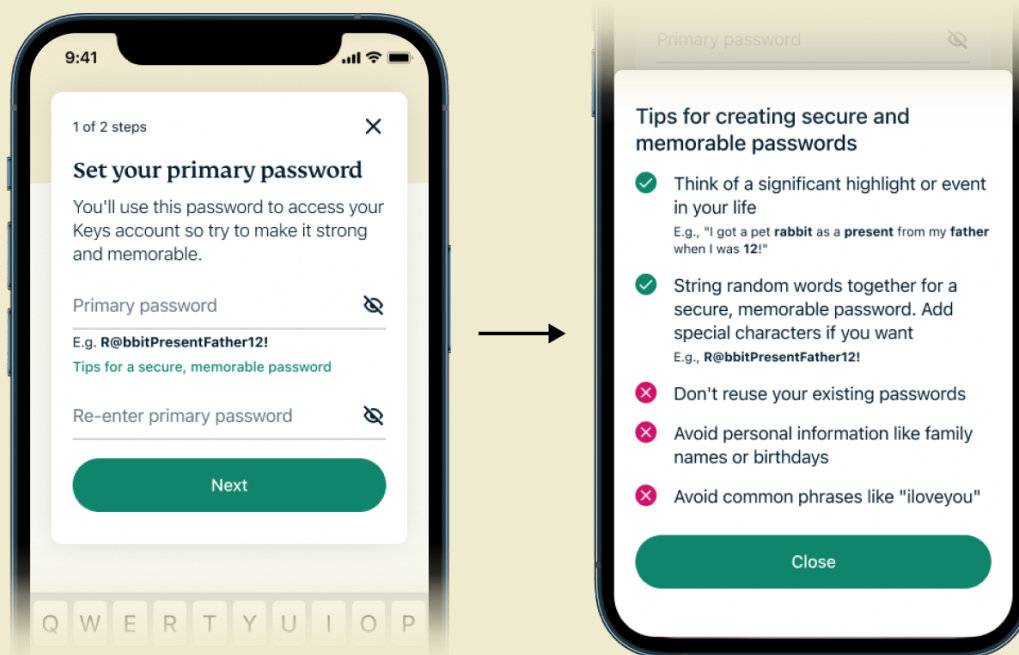 9:41
1 of 2 steps
Set your primary password
You'll use this password to access your
Keys account so try to make it strong
and memorable.
Primary password
E.g. R@bbitPresentFather12!
Tips for a secure, memorable password
Re-enter primary password
Next
Q W E R T Y U I O P
Primary password
Tips for creating secure and
memorable passwords
Think of a significant highlight or event
in your life
E.g., "I got a pet rabbit as a present from my father
when I was 12!"
String random words together for a
secure, memorable password. Add
special characters if you want
E.g., R@bbitPresentFather12!
Don't reuse your existing passwords
Avoid personal information like family
names or birthdays
Avoid common phrases like "iloveyou"
Close